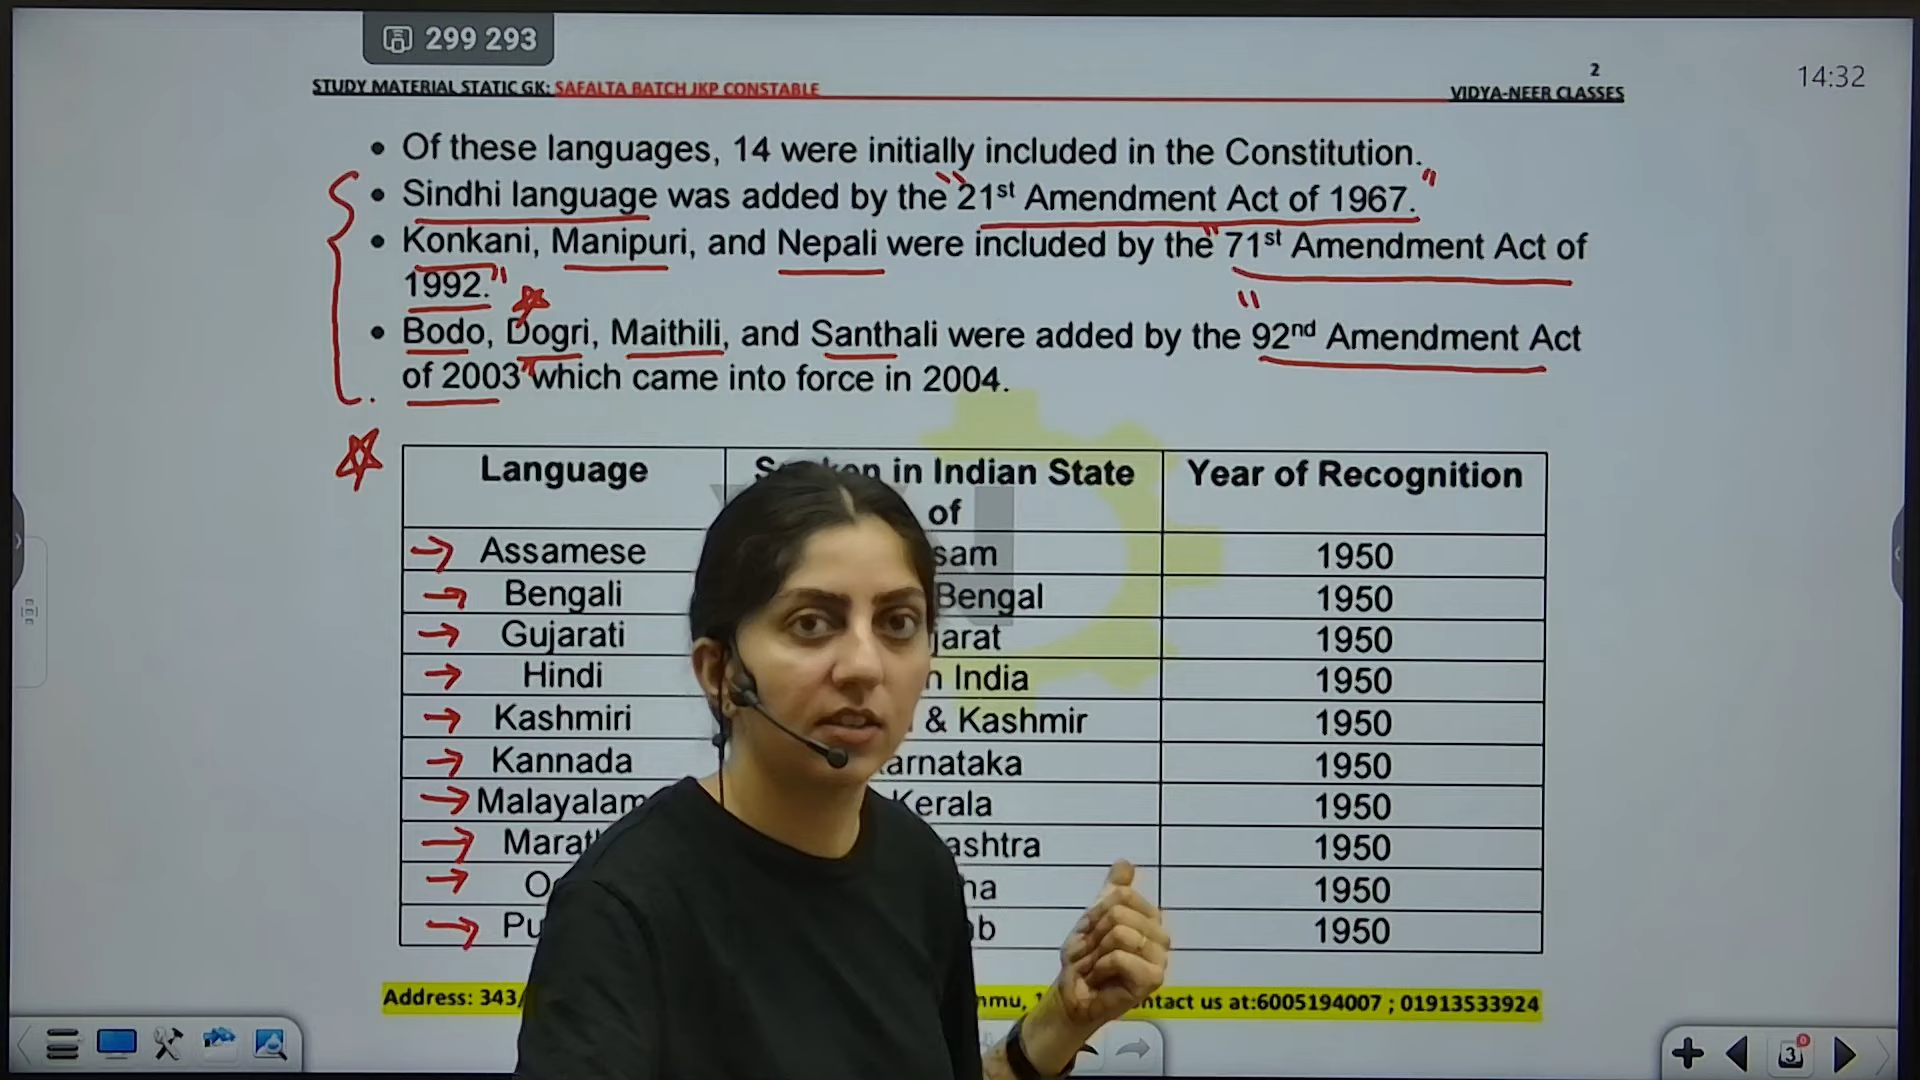 299 293
2
14:32
STUDY MATERIAL STATIC GK: SAFALTA BATCH JKP CONSTABLE VIDYA-NEER CLASSES
• Of these languages, 14 were initially included in the Constitution.
• Sindhi language was added by the "21st Amendment Act of 1967."
• Konkani, Manipuri, and Nepali were included by the "71st Amendment Act of
1992."
• Bodo, Dogri, Maithili, and Santhali were added by the "92nd Amendment Act
of 2003" which came into force in 2004.
Language in Indian State Year of Recognition
of
Assamese 1950
Bengali Bengal 1950
Gujarati 1950
Hindi India 1950
Kashmiri & Kashmir 1950
Kannada 1950
Malayalam Kerala 1950
1950
1950
1950
Address: 343/ us at:6005194007 ; 01913533924
3